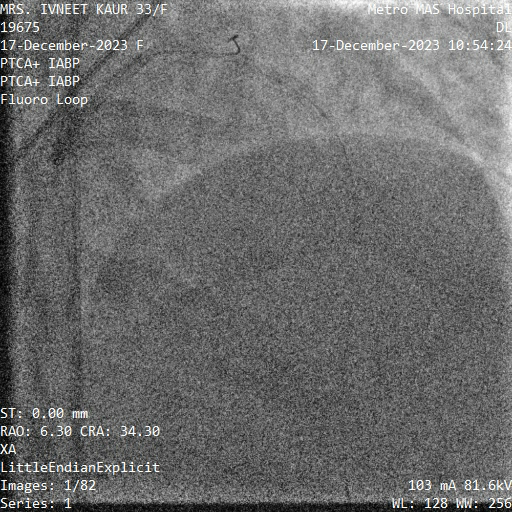 MRS. IVNEET KAUR 33/F
Metro MAS Hospital
19675
DL
17-December-2023 F
17-December-2023 10:54:24
PTCA+ IABP
PTCA+ IABP
Fluoro Loop
ST: 0.00 mm
RAO: 6.30 CRA: 34.30
XA
LittleEndianExplicit
Images: 1/82
103 mA 81.6kV
Series: 1
WL: 128 WW: 256